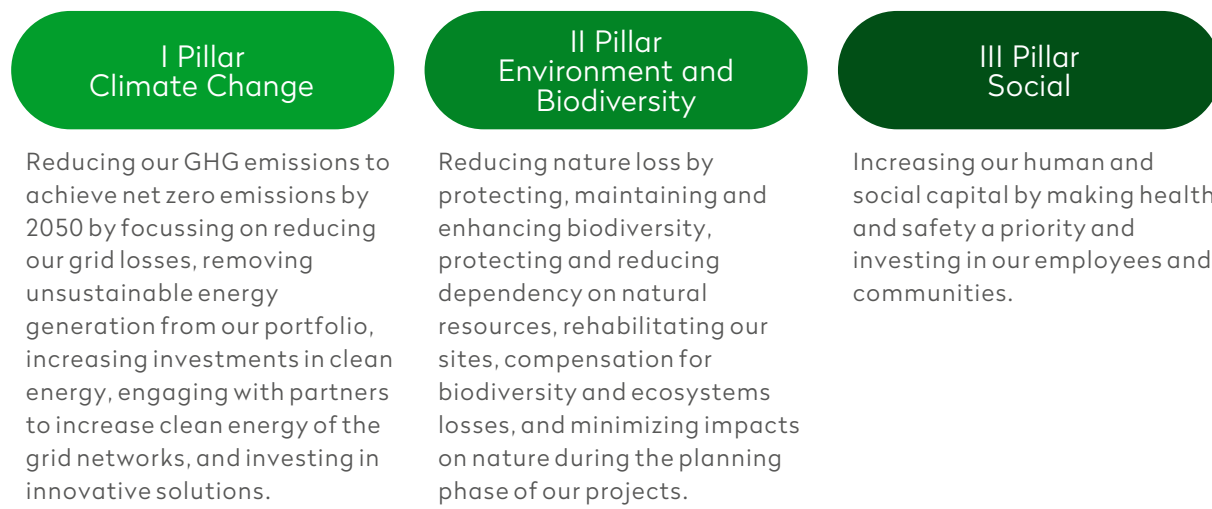 I Pillar
Climate Change
Reducing our GHG emissions to
achieve net zero emissions by
2050 by focussing on reducing
our grid losses, removing
unsustainable energy
generation from our portfolio,
increasing investments in clean
energy, engaging with partners
to increase clean energy of the
grid networks, and investing in
innovative solutions.
II Pillar
Environment and
Biodiversity
Reducing nature loss by
protecting, maintaining and
enhancing biodiversity,
protecting and reducing
dependency on natural
resources, rehabilitating our
sites, compensation for
biodiversity and ecosystems
losses, and minimizing impacts
on nature during the planning
phase of our projects.
III Pillar
Social
Increasing our human and
social capital by making health
and safety a priority and
investing in our employees and
communities.